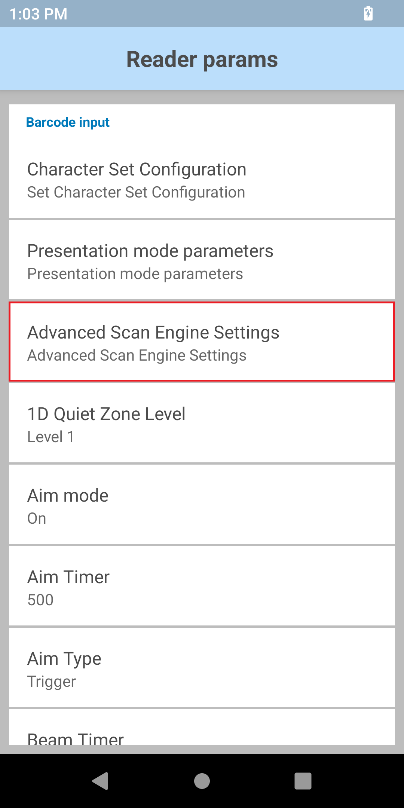 1:03 PM
Reader params
Barcode input
Character Set Configuration
Set Character Set Configuration
Presentation mode parameters
Presentation mode parameters
Advanced Scan Engine Settings
Advanced Scan Engine Settings
1D Quiet Zone Level
Level 1
Aim mode
On
Aim Timer
500
Aim Type
Trigger
Beam Timer